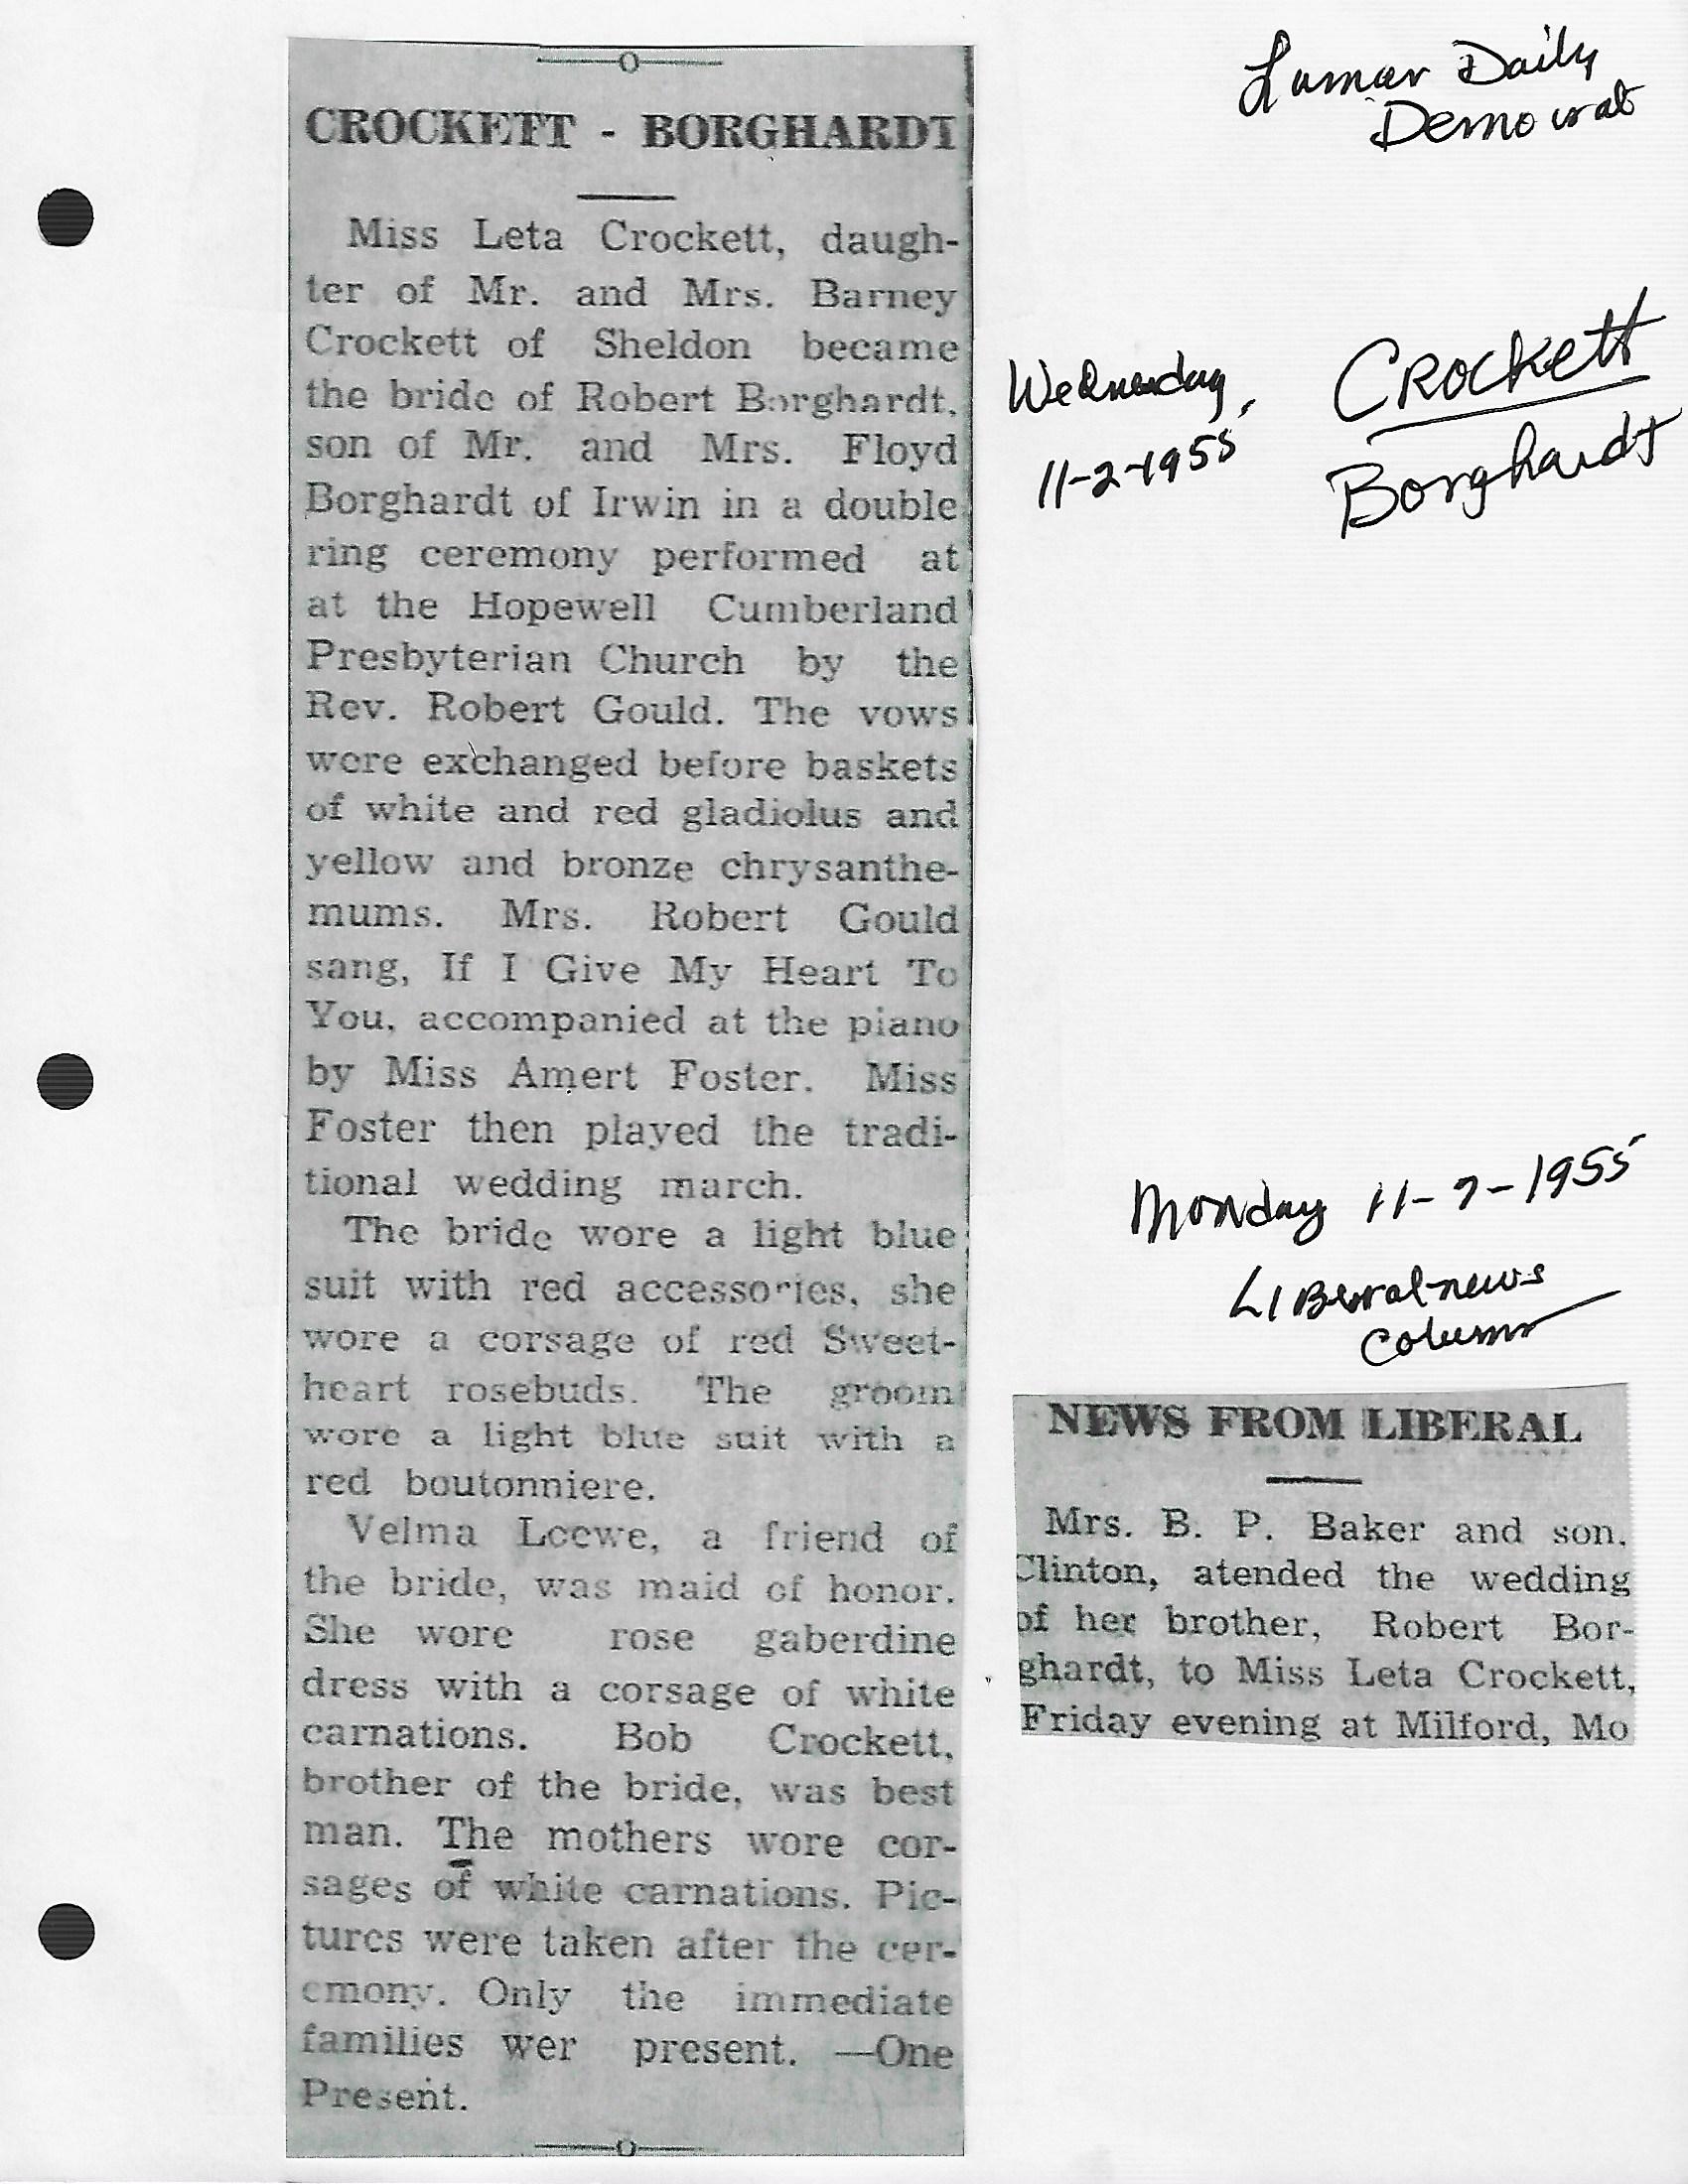 Lamar Daily
Democrat
CROCKETT - BORGHARDT
Miss Leta Crockett, daugh-
ter of Mr. and Mrs. Barney
Crockett of Sheldon became
the bride of Robert Borghardt,
son of Mr. and Mrs. Floyd
Borghardt of Irwin in a double
ring ceremony performed at
at the Hopewell Cumberland
Presbyterian Church by the
Rev. Robert Gould. The vows
were exchanged before baskets
of white and red gladiolus and
yellow and bronze chrysanthe-
mums. Mrs. Robert Gould
sang, If I Give My Heart To
You, accompanied at the piano
by Miss Amert Foster. Miss
Foster then played the tradi-
tional wedding march.
The bride wore a light blue
suit with red accessories, she
wore a corsage of red Sweet-
heart rosebuds. The groom
wore a light blue suit with a
red boutonniere.
Velma Loewe, a friend of
the bride, was maid of honor.
She wore rose gaberdine
dress with a corsage of white
carnations. Bob Crockett,
brother of the bride, was best
man. The mothers wore cor-
sages of white carnations. Pic-
tures were taken after the cer-
emony. Only the immediate
families wer present. —One
Present.
Wednesday,
11-2-1955
Crockett
Borghardt
Monday 11-7-1955
Liberal news
Column
NEWS FROM LIBERAL
Mrs. B. P. Baker and son,
Clinton, atended the wedding
of her brother, Robert Bor-
ghardt, to Miss Leta Crockett,
Friday evening at Milford, Mo